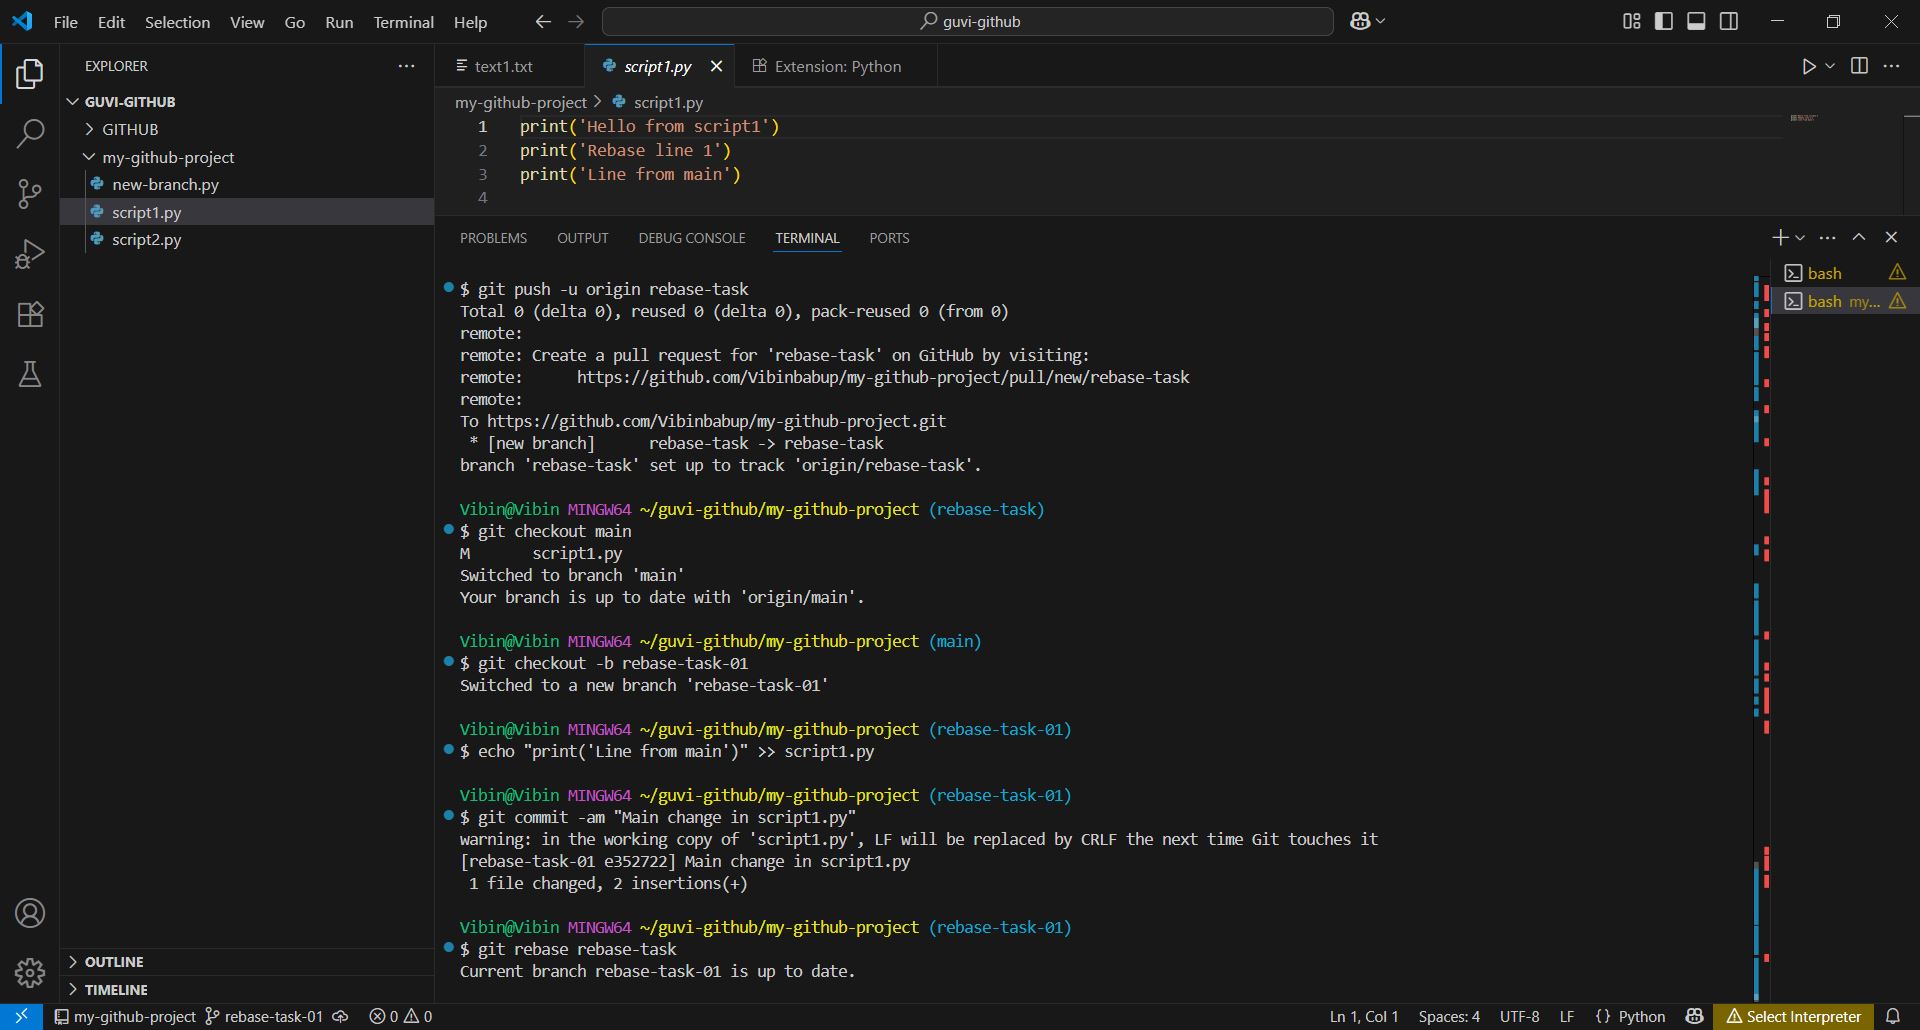 File Edit Selection View Go Run Terminal Help
guvi-github
EXPLORER
GUVI-GITHUB
GITHUB
my-github-project
new-branch.py
script1.py
script2.py
OUTLINE
TIMELINE
text1.txt script1.py Extension: Python
my-github-project > script1.py
1 print('Hello from script1')
2 print('Rebase line 1')
3 print('Line from main')
4
PROBLEMS OUTPUT DEBUG CONSOLE TERMINAL PORTS
bash
bash my...
$ git push -u origin rebase-task
Total 0 (delta 0), reused 0 (delta 0), pack-reused 0 (from 0)
remote:
remote: Create a pull request for 'rebase-task' on GitHub by visiting:
remote:      https://github.com/Vibinbabup/my-github-project/pull/new/rebase-task
remote:
To https://github.com/Vibinbabup/my-github-project.git
 * [new branch]      rebase-task -> rebase-task
branch 'rebase-task' set up to track 'origin/rebase-task'.
Vibin@Vibin MINGW64 ~/guvi-github/my-github-project (rebase-task)
$ git checkout main
M       script1.py
Switched to branch 'main'
Your branch is up to date with 'origin/main'.
Vibin@Vibin MINGW64 ~/guvi-github/my-github-project (main)
$ git checkout -b rebase-task-01
Switched to a new branch 'rebase-task-01'
Vibin@Vibin MINGW64 ~/guvi-github/my-github-project (rebase-task-01)
$ echo "print('Line from main')" >> script1.py
Vibin@Vibin MINGW64 ~/guvi-github/my-github-project (rebase-task-01)
$ git commit -am "Main change in script1.py"
warning: in the working copy of 'script1.py', LF will be replaced by CRLF the next time Git touches it
[rebase-task-01 e352722] Main change in script1.py
 1 file changed, 2 insertions(+)
Vibin@Vibin MINGW64 ~/guvi-github/my-github-project (rebase-task-01)
$ git rebase rebase-task
Current branch rebase-task-01 is up to date.
my-github-project rebase-task-01 0 0 Ln 1, Col 1 Spaces: 4 UTF-8 LF {} Python Select Interpreter